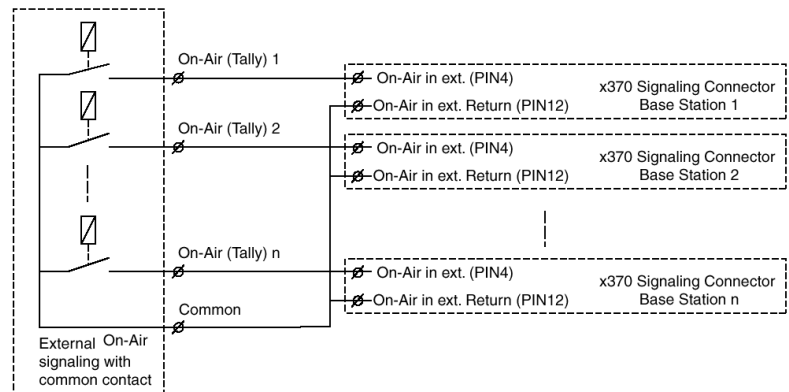 On-Air (Tally) 1
On-Air in ext. (PIN4)
On-Air in ext. Return (PIN12)
x370 Signaling Connector
Base Station 1
On-Air (Tally) 2
On-Air in ext. (PIN4)
On-Air in ext. Return (PIN12)
x370 Signaling Connector
Base Station 2
On-Air (Tally) n
On-Air in ext. (PIN4)
On-Air in ext. Return (PIN12)
x370 Signaling Connector
Base Station n
Common
External On-Air
signaling with
common contact